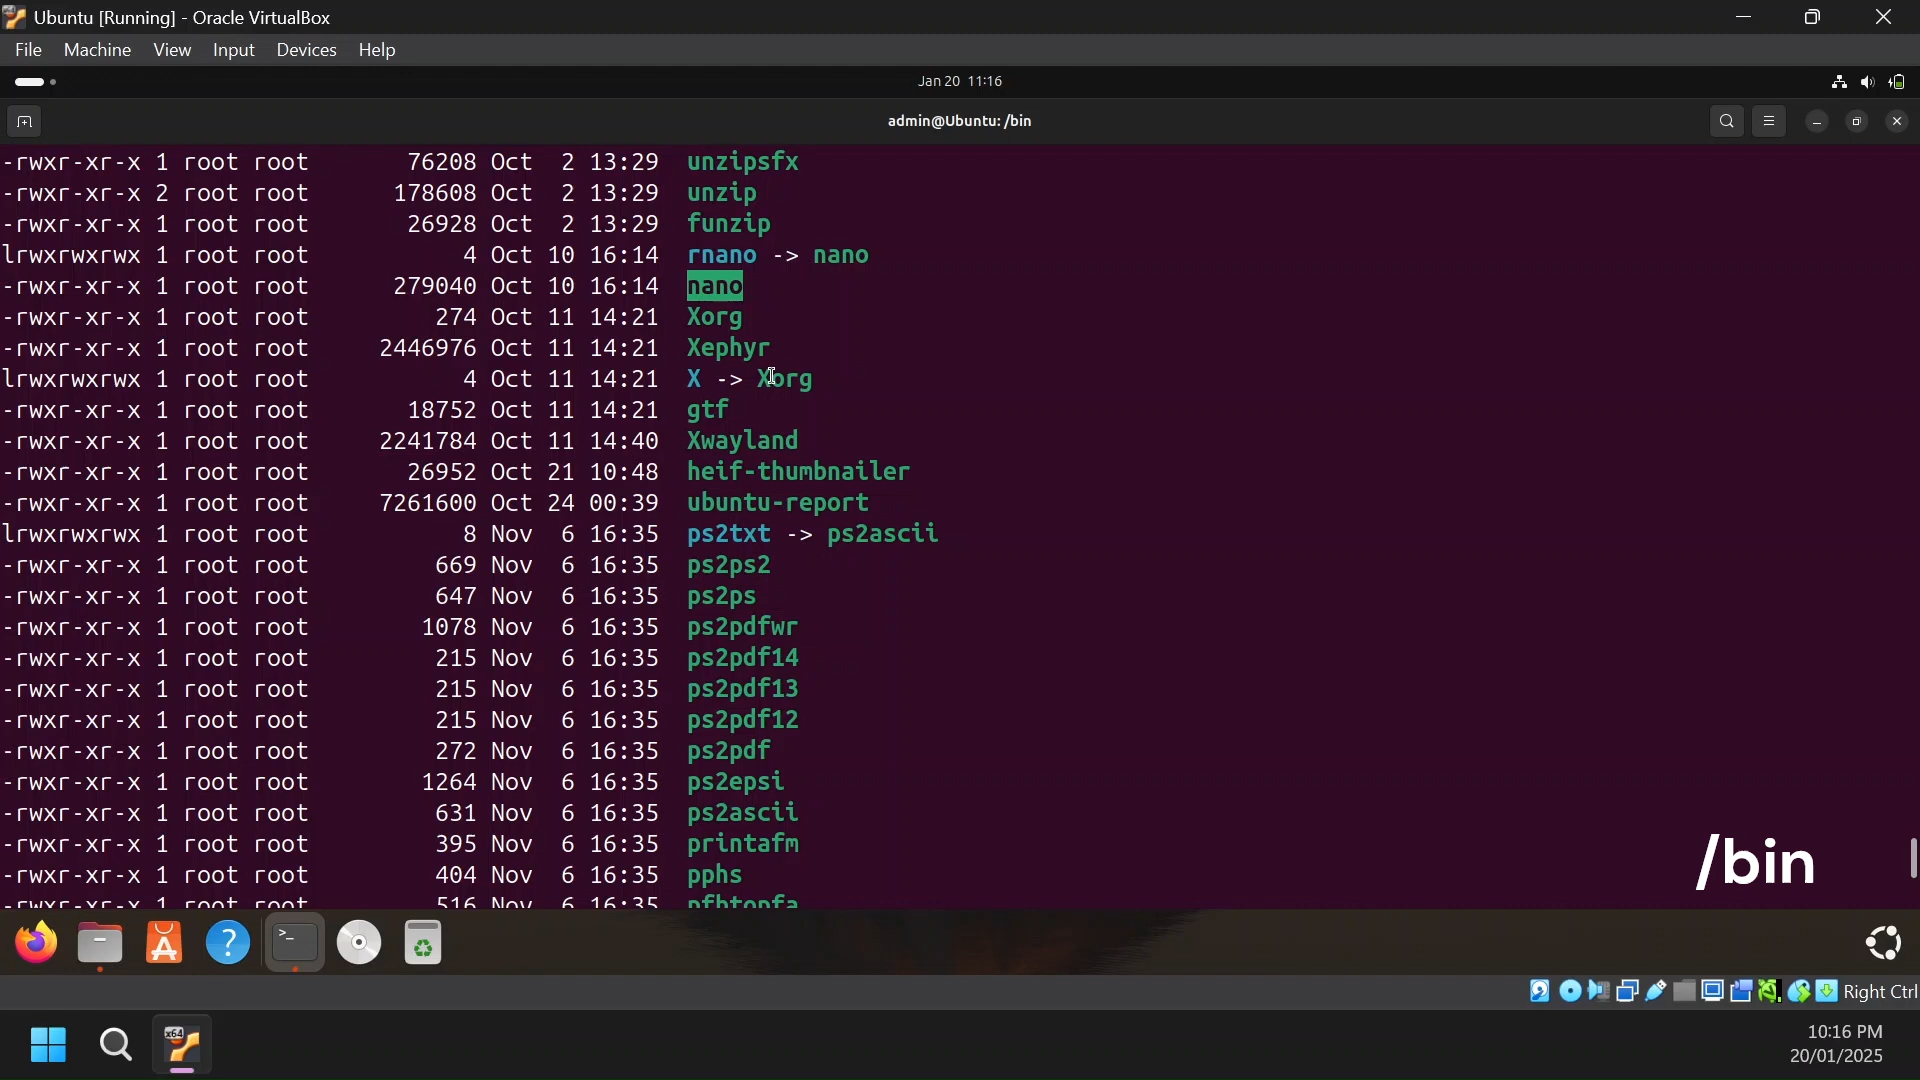 Ubuntu [Running] - Oracle VirtualBox
File Machine View Input Devices Help
Jan 20 11:16
admin@Ubuntu: /bin
-rwxr-xr-x 1 root root 76208 Oct 2 13:29 unzipsfx
-rwxr-xr-x 2 root root 178608 Oct 2 13:29 unzip
-rwxr-xr-x 1 root root 26928 Oct 2 13:29 funzip
lrwxrwxrwx 1 root root 4 Oct 10 16:14 rnano -> nano
-rwxr-xr-x 1 root root 279040 Oct 10 16:14 nano
-rwxr-xr-x 1 root root 274 Oct 11 14:21 Xorg
-rwxr-xr-x 1 root root 2446976 Oct 11 14:21 Xephyr
lrwxrwxrwx 1 root root 4 Oct 11 14:21 X -> Xorg
-rwxr-xr-x 1 root root 18752 Oct 11 14:21 gtf
-rwxr-xr-x 1 root root 2241784 Oct 11 14:40 Xwayland
-rwxr-xr-x 1 root root 26952 Oct 21 10:48 heif-thumbnailer
-rwxr-xr-x 1 root root 7261600 Oct 24 00:39 ubuntu-report
lrwxrwxrwx 1 root root 8 Nov 6 16:35 ps2txt -> ps2ascii
-rwxr-xr-x 1 root root 669 Nov 6 16:35 ps2ps2
-rwxr-xr-x 1 root root 647 Nov 6 16:35 ps2ps
-rwxr-xr-x 1 root root 1078 Nov 6 16:35 ps2pdfwr
-rwxr-xr-x 1 root root 215 Nov 6 16:35 ps2pdf14
-rwxr-xr-x 1 root root 215 Nov 6 16:35 ps2pdf13
-rwxr-xr-x 1 root root 215 Nov 6 16:35 ps2pdf12
-rwxr-xr-x 1 root root 272 Nov 6 16:35 ps2pdf
-rwxr-xr-x 1 root root 1264 Nov 6 16:35 ps2epsi
-rwxr-xr-x 1 root root 631 Nov 6 16:35 ps2ascii
-rwxr-xr-x 1 root root 395 Nov 6 16:35 printafm
-rwxr-xr-x 1 root root 404 Nov 6 16:35 pphs
-rwxr-xr-x 1 root root 516 Nov 6 16:35 pfbtopfa
/bin
Right Ctrl
x64
10:16 PM
20/01/2025